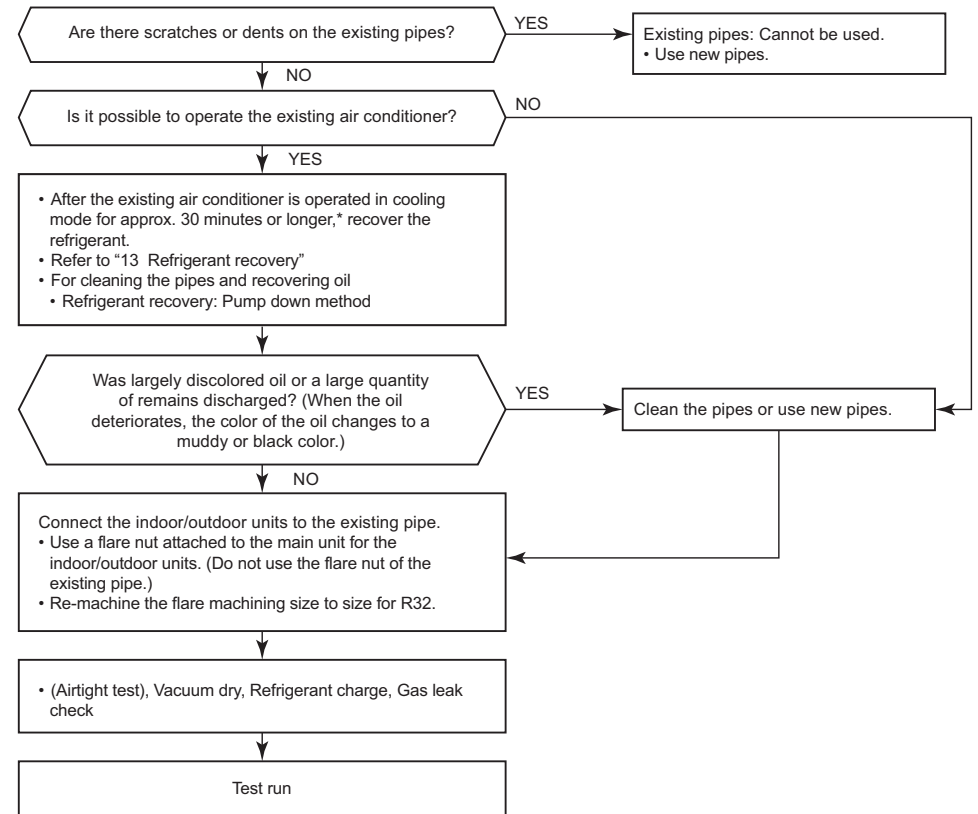 Are there scratches or dents on the existing pipes?
YES
Existing pipes: Cannot be used.
• Use new pipes.
NO
Is it possible to operate the existing air conditioner?
NO
YES
• After the existing air conditioner is operated in cooling
mode for approx. 30 minutes or longer,* recover the
refrigerant.
• Refer to “13 Refrigerant recovery”
• For cleaning the pipes and recovering oil
• Refrigerant recovery: Pump down method
Was largely discolored oil or a large quantity
of remains discharged? (When the oil
deteriorates, the color of the oil changes to a
muddy or black color.)
YES
Clean the pipes or use new pipes.
NO
Connect the indoor/outdoor units to the existing pipe.
• Use a flare nut attached to the main unit for the
indoor/outdoor units. (Do not use the flare nut of the
existing pipe.)
• Re-machine the flare machining size to size for R32.
• (Airtight test), Vacuum dry, Refrigerant charge, Gas leak
check
Test run